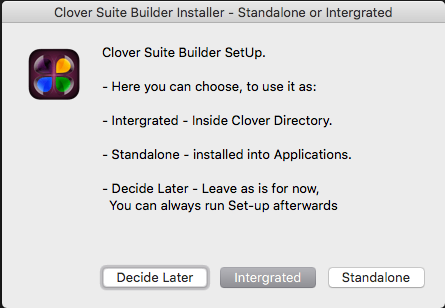 Clover Suite Builder Installer - Standalone or Intergrated
Clover Suite Builder SetUp.
- Here you can choose, to use it as:
- Intergrated - Inside Clover Directory.
- Standalone - installed into Applications.
- Decide Later - Leave as is for now,
You can always run Set-up afterwards
Decide Later
Intergrated
Standalone